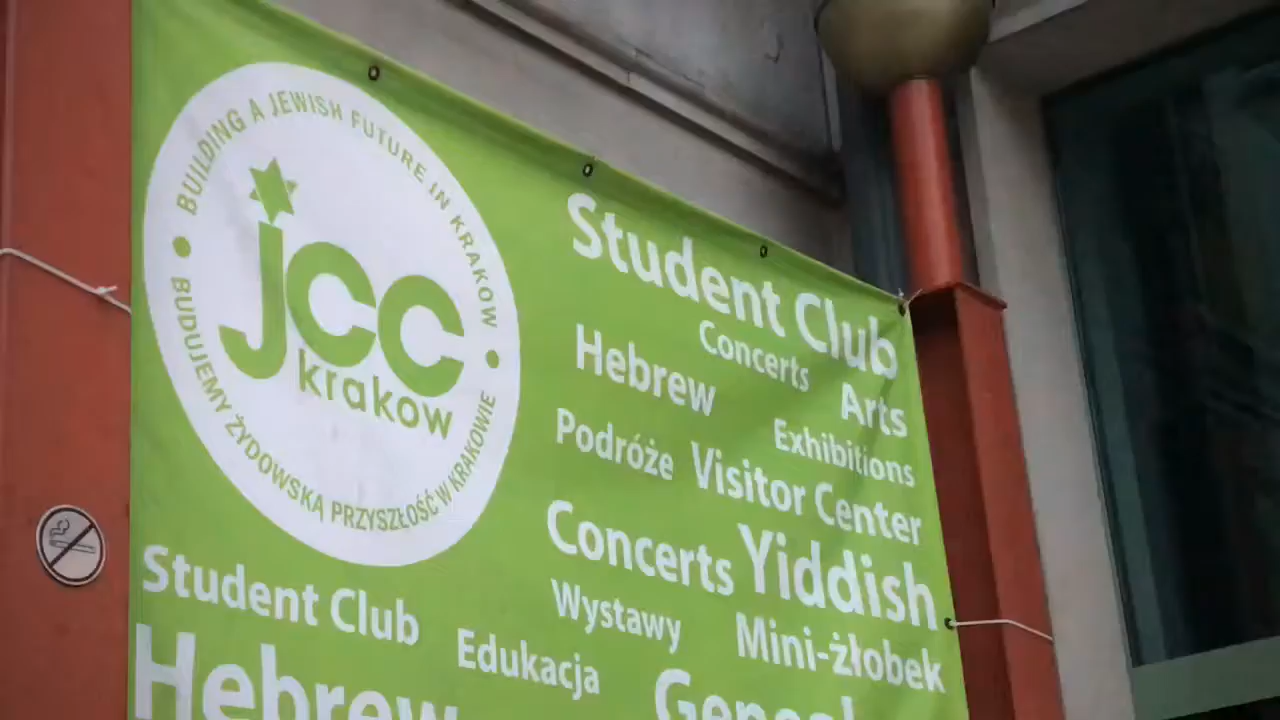 BUILDING A JEWISH FUTURE IN KRAKOW
jcc
krakow
BUDUJEMY ŻYDOWSKĄ PRZYSZŁOŚĆ W KRAKOWIE
Student Club
Concerts
Hebrew
Arts
Exhibitions
Podróże
Visitor Center
Concerts
Yiddish
Wystawy
Mini-żłobek
Student Club
Edukacja
Hebrew